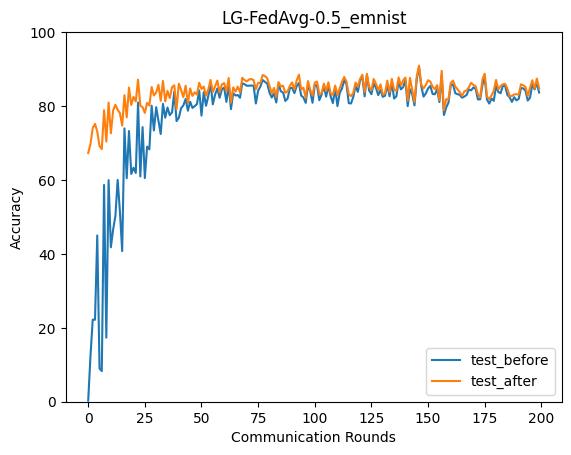 LG-FedAvg-0.5_emnist
Accuracy
100
80
60
40
20
0
0 25 50 75 100 125 150 175 200
Communication Rounds
test_before
test_after